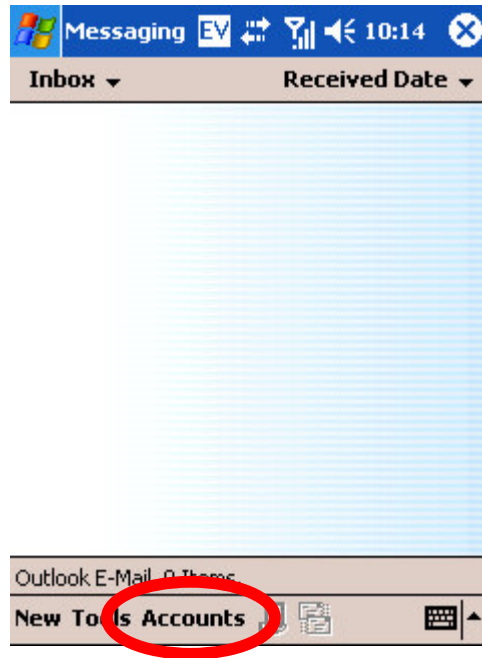 Messaging EV 10:14
Inbox Received Date
Outlook E-Mail 0 Items.
New Tools Accounts